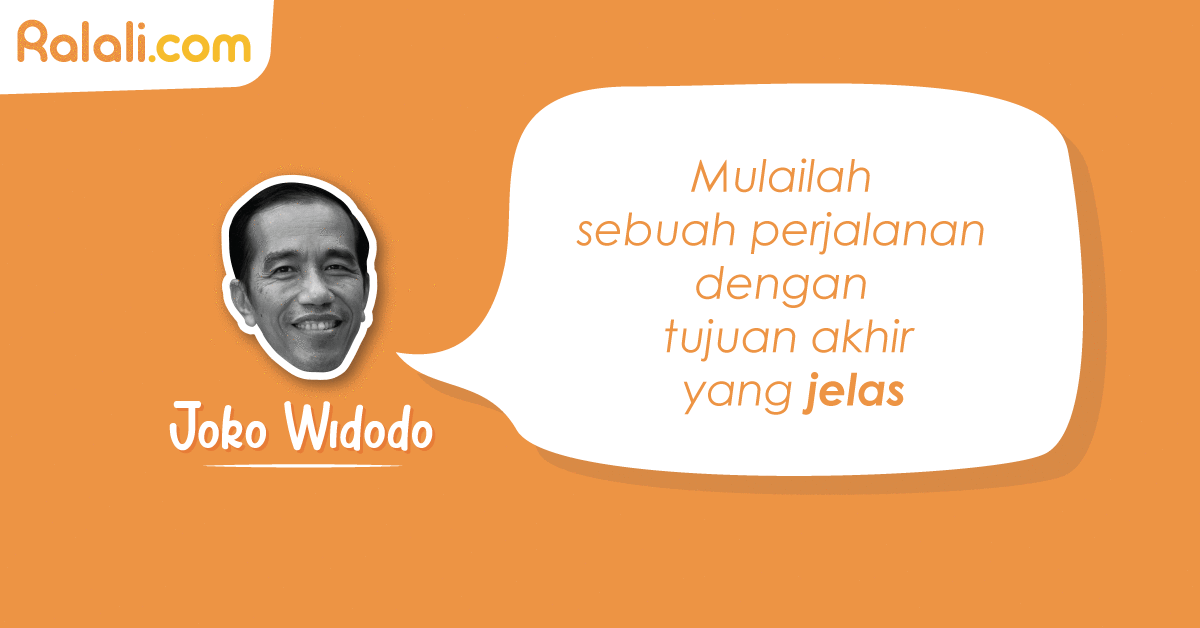 Ralali.com
Mulailah
sebuah perjalanan
dengan
tujuan akhir
yang jelas
Joko Widodo